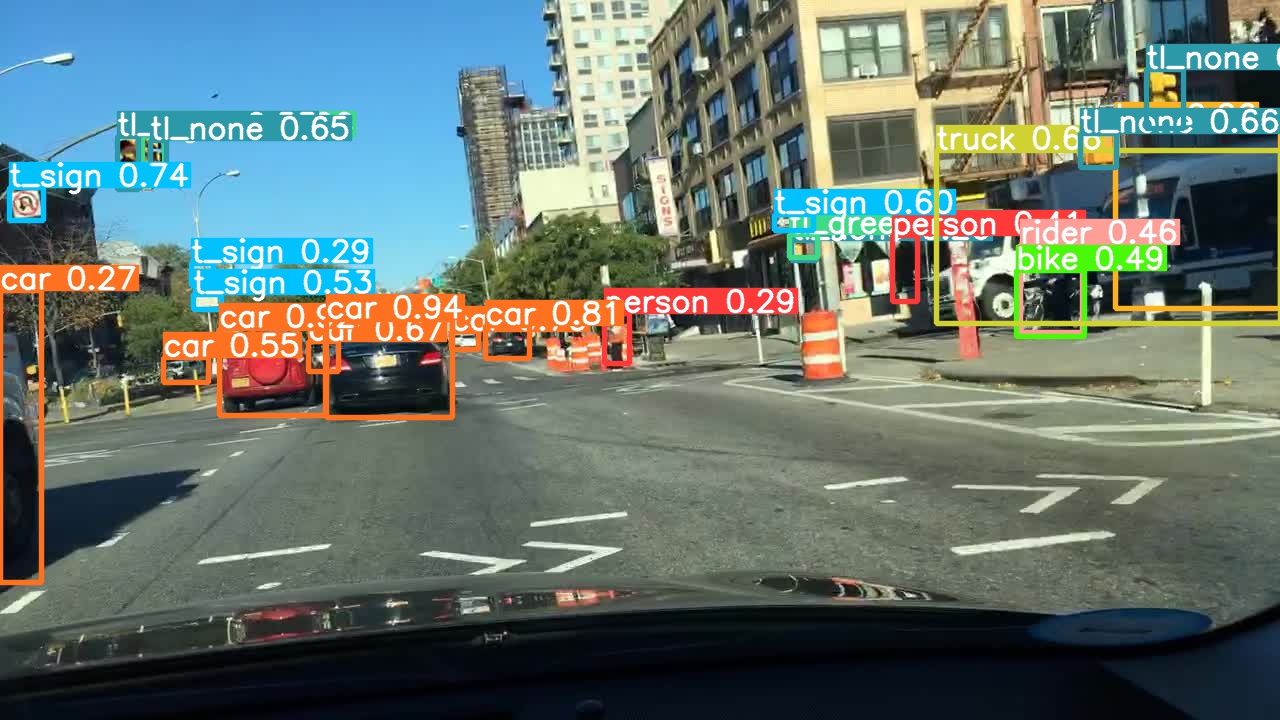 tl_none
tl_none 0.65
t_sign 0.74
t_sign 0.60
person 0.41
truck 0.66
tl_none 0.66
rider 0.46
bike 0.49
t_sign 0.29
t_sign 0.53
car 0.27
car 0.94
car 0.67
car 0.81
person 0.29
car 0.55
SIGNS